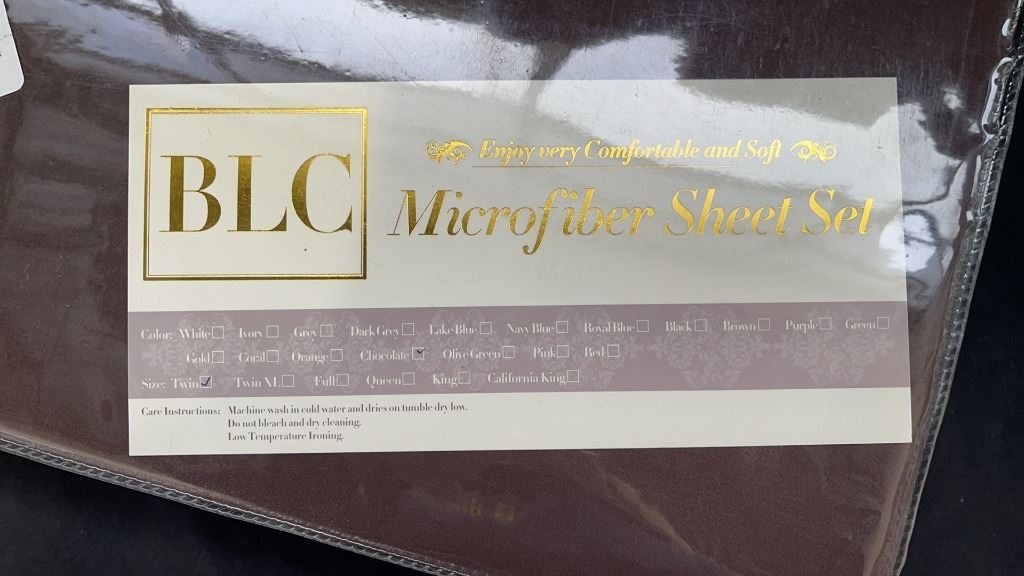 BLC
Enjoy very Comfortable and Soft
Microfiber Sheet Set
Color: White☐ Ivory☐ Grey☐ Dark Grey☐ Lake Blue☐ Navy Blue☐ Royal Blue☐ Black☐ Brown☐ Purple☐ Green☐
Gold☐ Coral☐ Orange☐ Chocolate☑ Olive Green☐ Pink☐ Red☐
Size: Twin☑ Twin XL☐ Full☐ Queen☐ King☐ California King☐
Care Instructions: Machine wash in cold water and dries on tumble dry low.
Do not bleach and dry cleaning.
Low Temperature Ironing.